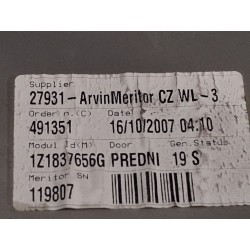 Supplier
27931-ArvinMeritor CZ WL-3
Order n.(C) Date
491351 16/10/2007 04:10
Modul Id(M) Door Gen.Status
1Z1837656G PREDNI 19 S
Meritor SN
119807